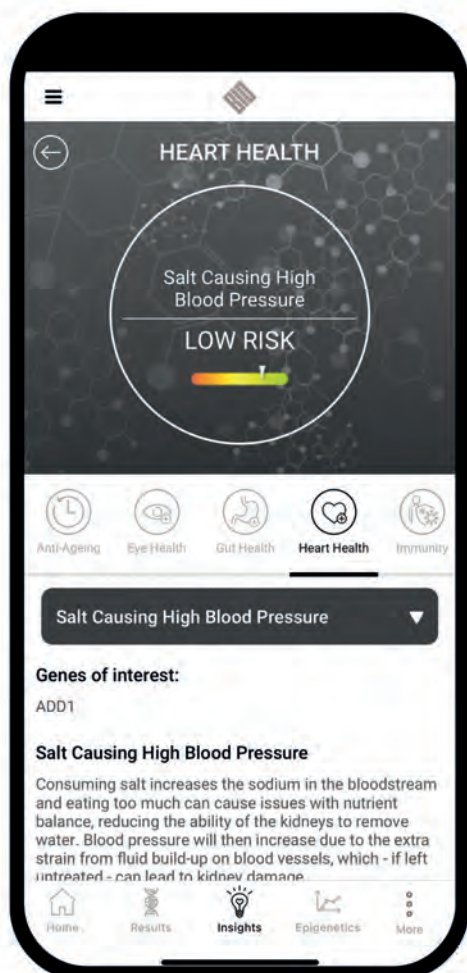 HEART HEALTH
Salt Causing High
Blood Pressure
LOW RISK
Anti-Ageing
Eye Health
Gut Health
Heart Health
Immunity
Salt Causing High Blood Pressure
Genes of interest:
ADD1
Salt Causing High Blood Pressure
Consuming salt increases the sodium in the bloodstream
and eating too much can cause issues with nutrient
balance, reducing the ability of the kidneys to remove
water. Blood pressure will then increase due to the extra
strain from fluid build-up on blood vessels, which - if left
untreated - can lead to kidney damage.
Home
Results
Insights
Epigenetics
More